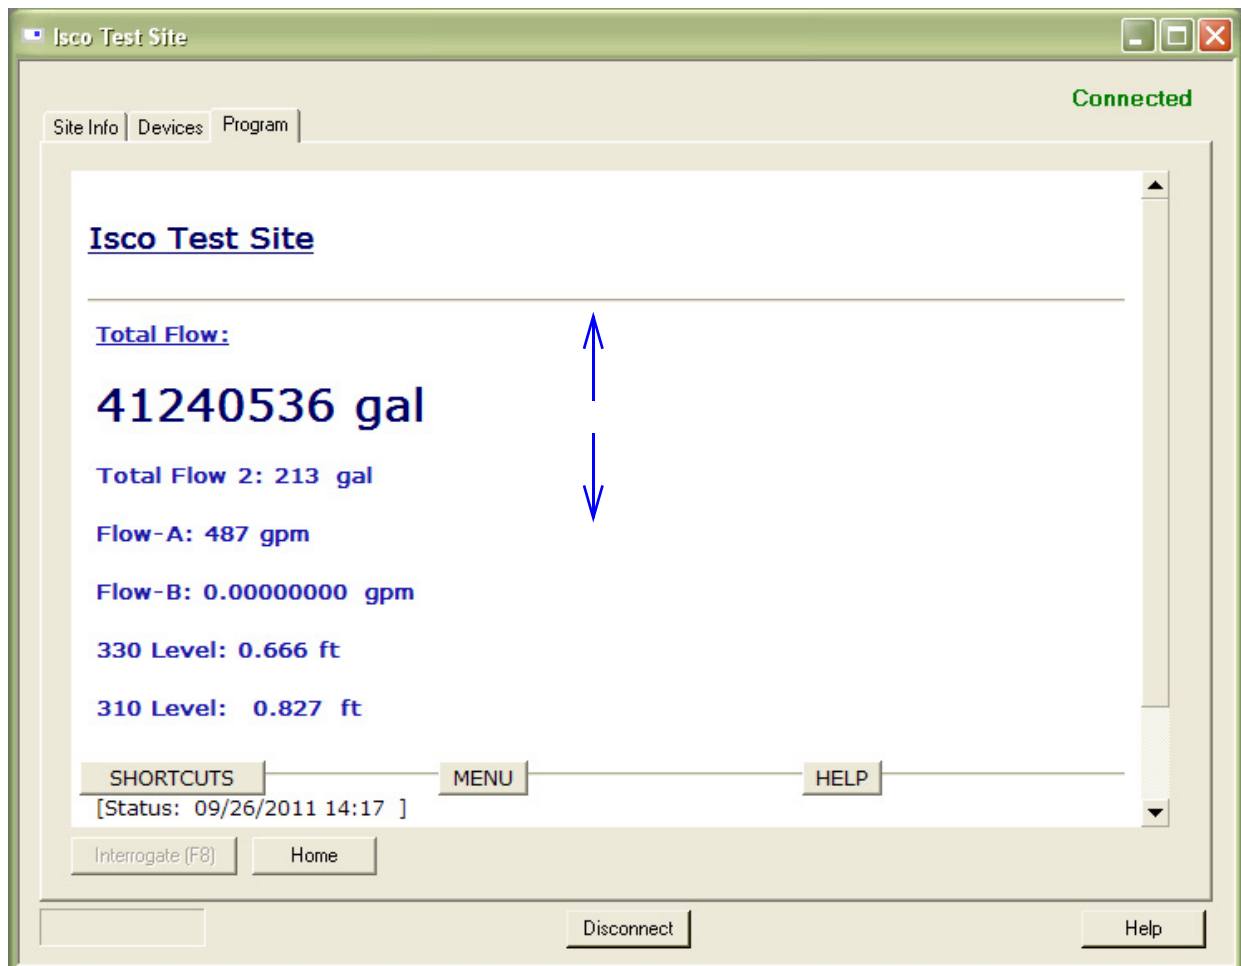 Isco Test Site
Connected
Site Info Devices Program
Isco Test Site
Total Flow:
41240536 gal
Total Flow 2: 213 gal
Flow-A: 487 gpm
Flow-B: 0.00000000 gpm
330 Level: 0.666 ft
310 Level: 0.827 ft
SHORTCUTS MENU HELP
[Status: 09/26/2011 14:17 ]
Interrogate (F8) Home
Disconnect Help